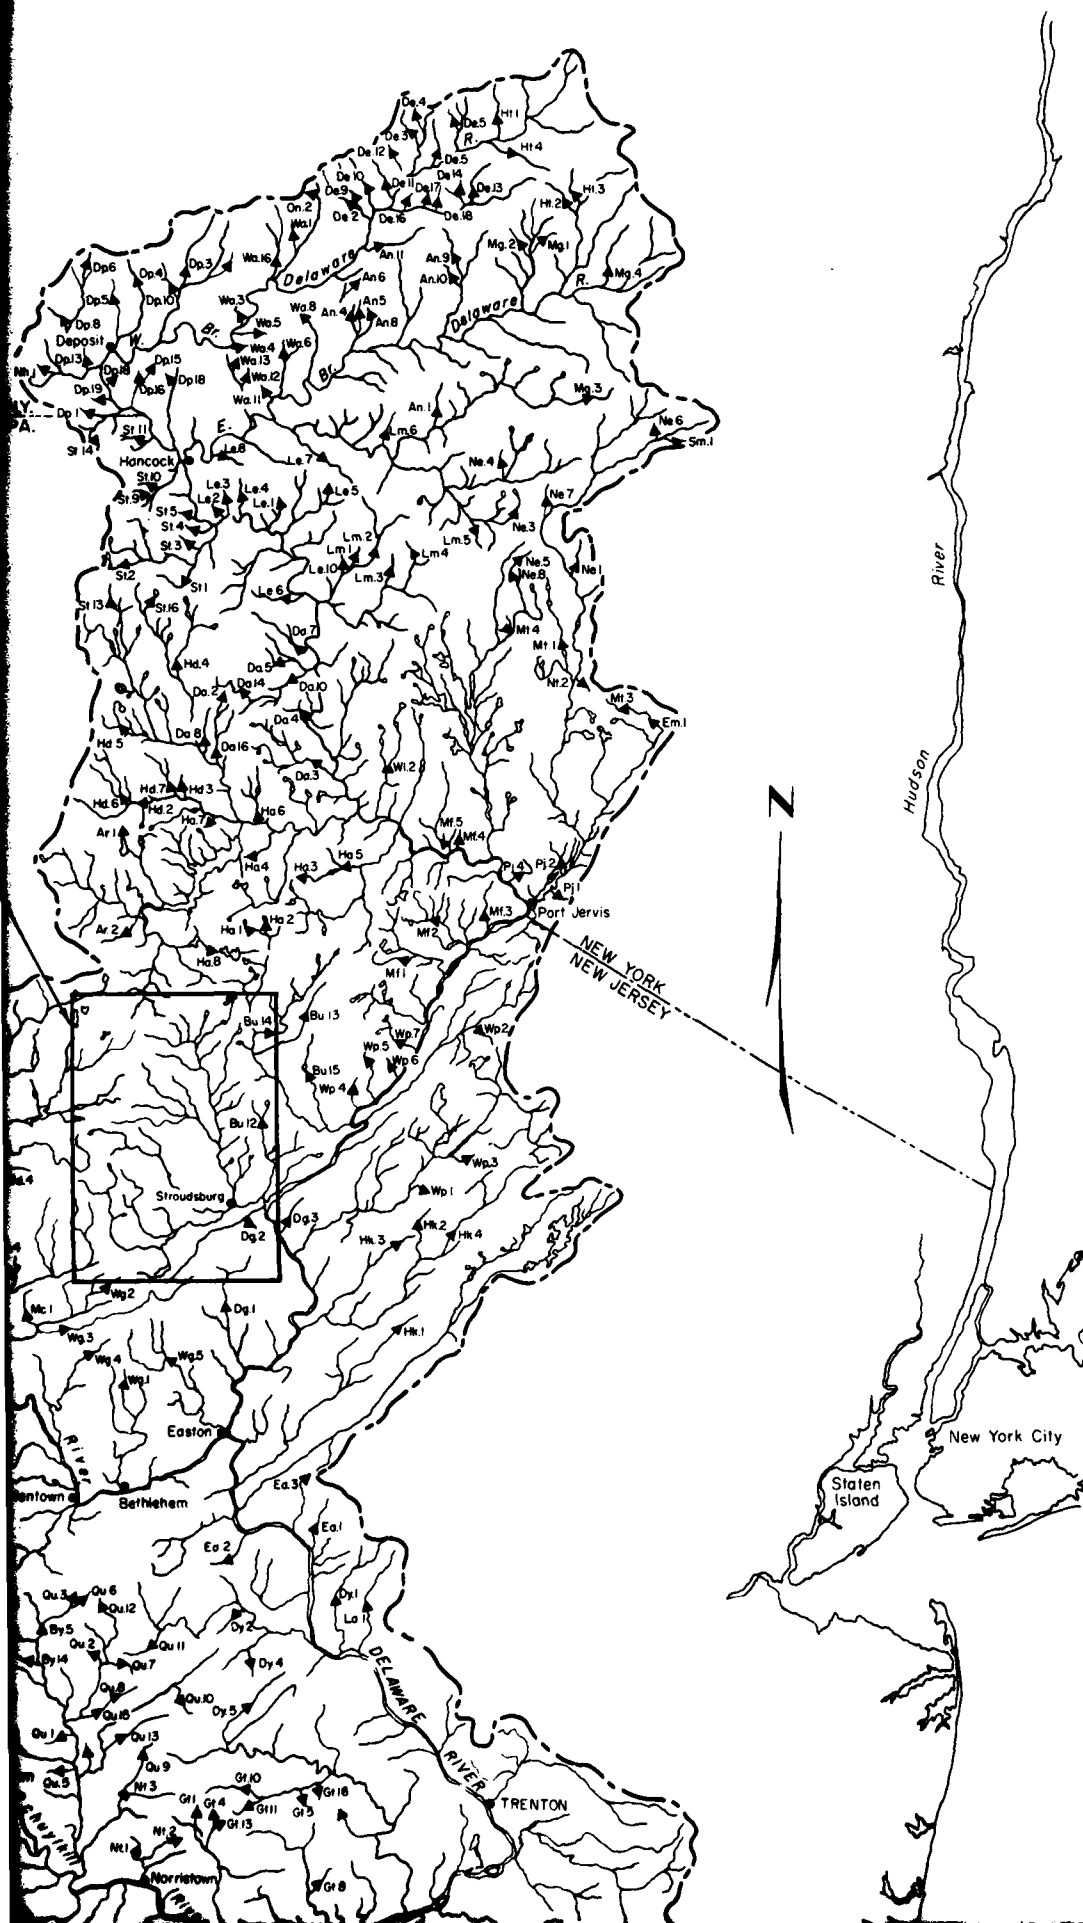 De.4
De.5
Ht.1
De.3
R.
De.12
De.5
Ht.4
De.10
De.11
De.14
De.9
De.17
De.13
Ht.3
On.2
De.2
De.16
De.18
Ht.2
Wa.1
Mg.2
Mg.1
Dp.6
Dp.4
Dp.3
Wa.16
Delaware
An.11
An.9
An.6
An.10
Mg.4
R.
Dp.5
Dp.10
Wa.3
Wa.8
An.5
An.4
An.8
Delaware
Dp.8
Br.
Wa.5
Deposit
W.
Wa.4
Wa.6
Dp.13
Dp.15
Wa.13
Nh.1
Dp.18
Wa.12
Br.
Dp.19
Dp.16
Dp.18
Wa.11
Mg.3
Y.
Dp.1
An.1
PA.
St.11
E.
Lm.6
Ne.6
St.14
Le.8
Sm.1
Hancock
Le.7
Ne.4
St.10
Le.3
Le.4
Le.5
St.9
Le.2
Le.1
Ne.7
St.5
St.4
Ne.3
St.3
Lm.2
Lm.5
Lm.1
Lm.4
St.2
Le.10
Lm.3
Ne.5
Ne.8
Ne.1
St.1
Le.6
St.13
St.16
Da.7
Mt.4
Mt.1
Hd.4
Da.5
Da.2
Da.14
Da.10
Nt.2
Mt.3
Da.4
Em.1
Hd.5
Da.8
Da.16
Da.3
Wl.2
Hd.7
Hd.3
Hd.6
Hd.2
Ha.7
Ha.6
Ar.1
Mf.5
Mf.4
Ha.4
Ha.3
Ha.5
Pj.4
Pj.2
Pj.1
Mf.3
Port Jervis
Ar.2
Ha.1
Ha.2
Mf.2
Ha.8
Mf.1
NEW YORK
NEW JERSEY
N
River
Hudson
Bu.14
Bu.13
Wp.7
Wp.2
Wp.5
Wp.6
Bu.15
Wp.4
Bu.12
Wp.3
d.4
Stroudsburg
Wp.1
Dg.2
Dg.3
Hk.2
Hk.3
Hk.4
Wg.2
Mc.1
Dg.1
Wg.3
Hk.1
Wg.4
Wg.5
Wg.1
Easton
River
New York City
entown
Bethlehem
Ea.3
Staten
Island
Ea.1
Ea.2
Qu.3
Qu.6
Qu.12
Dy.1
By.5
Dy.2
La.1
Qu.2
Qu.11
By.14
Qu.7
Dy.4
DELAWARE
Qu.8
Qu.10
Qu.16
Dy.5
Qu.1
Qu.13
RIVER
Qu.9
Qu.5
Nt.3
Gt.10
Gt.16
Gt.1
Gt.4
Gt.11
Gt.5
TRENTON
Gt.13
chuylkill
Nt.2
Nt.1
Norristown
Gt.8
(River